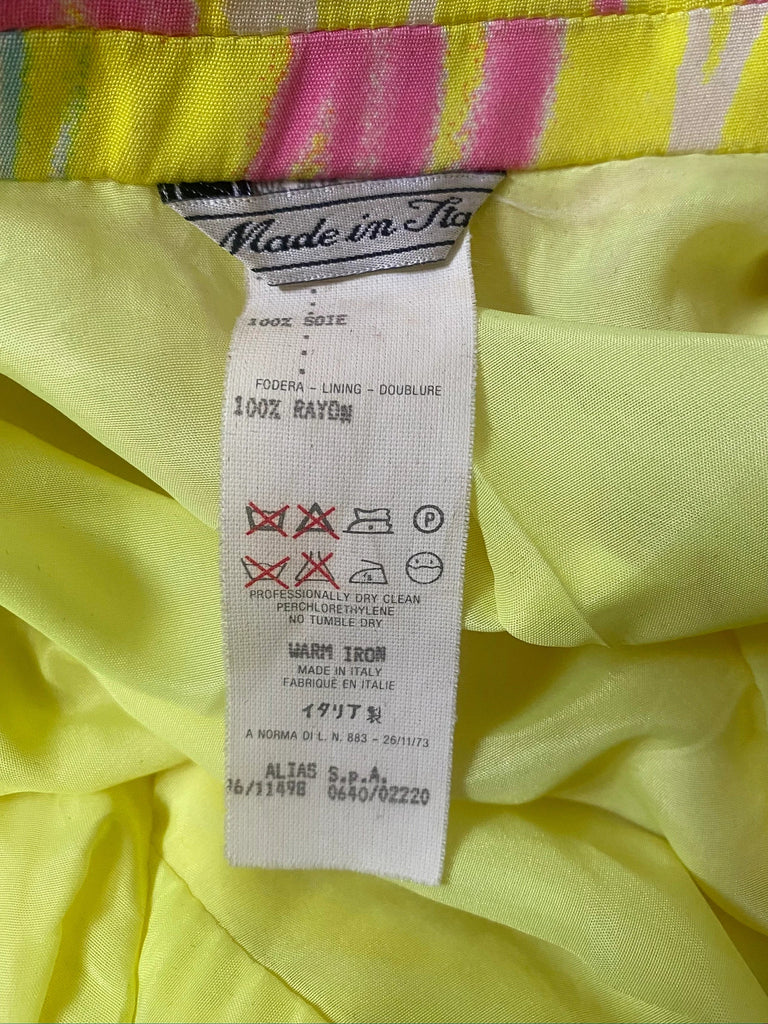 Made in Ita
100% SOIE
FODERA - LINING - DOUBLURE
100% RAYON
P
PROFESSIONALLY DRY CLEAN
PERCHLORETHYLENE
NO TUMBLE DRY
WARM IRON
MADE IN ITALY
FABRIQUÉ EN ITALIE
イタリア製
A NORMA DI L. N. 883 - 26/11/73
ALIAS S.p.A.
96/11498 0640/02220